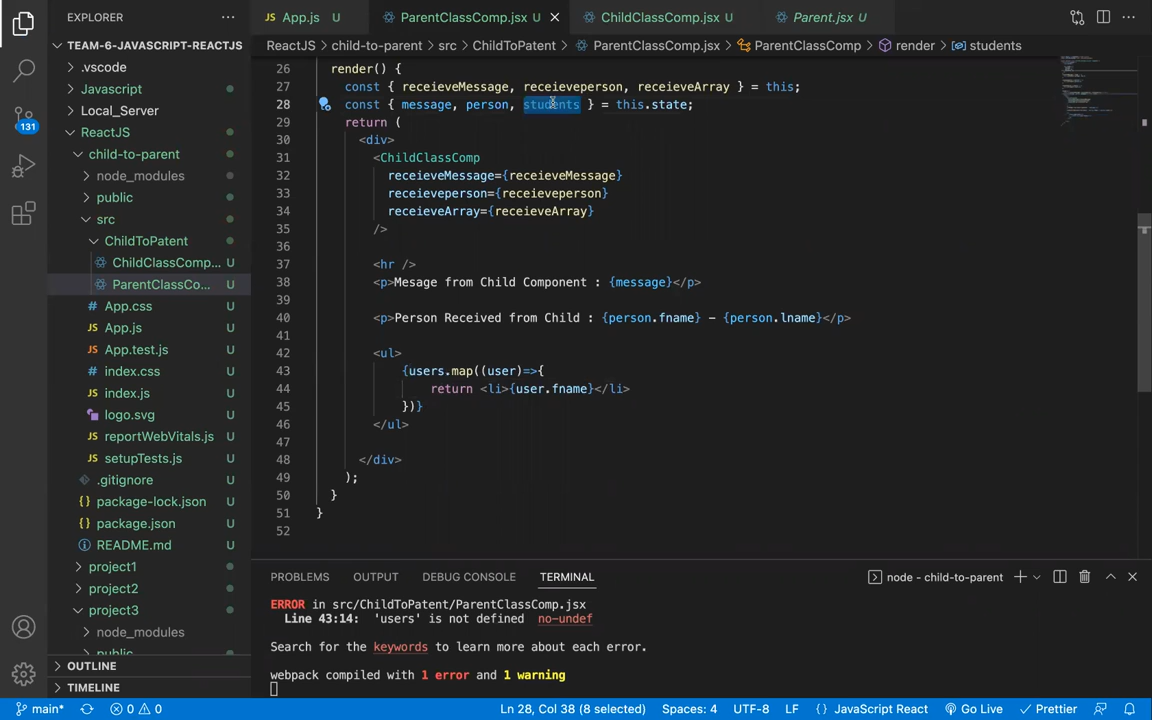 EXPLORER
TEAM-6-JAVASCRIPT-REACTJS
.vscode
Javascript
Local_Server
ReactJS
child-to-parent
node_modules
public
src
ChildToPatent
ChildClassComp... U
ParentClassCo... U
App.css U
App.js U
App.test.js U
index.css U
index.js U
logo.svg U
reportWebVitals.js U
setupTests.js U
.gitignore U
package-lock.json U
package.json U
README.md U
project1
project2
project3
node_modules
public
OUTLINE
TIMELINE
131
App.js U
ParentClassComp.jsx U
ChildClassComp.jsx U
Parent.jsx U
ReactJS > child-to-parent > src > ChildToPatent > ParentClassComp.jsx > ParentClassComp > render > students
26 render() {
27 const { receieveMessage, receieveperson, receieveArray } = this;
28 const { message, person, students } = this.state;
29 return (
30 <div>
31 <ChildClassComp
32 receieveMessage={receieveMessage}
33 receieveperson={receieveperson}
34 receieveArray={receieveArray}
35 />
36
37 <hr />
38 <p>Mesage from Child Component : {message}</p>
39
40 <p>Person Received from Child : {person.fname} - {person.lname}</p>
41
42 <ul>
43 {users.map((user)=>{
44 return <li>{user.fname}</li>
45 })}
46 </ul>
47
48 </div>
49 );
50 }
51 }
52
PROBLEMS OUTPUT DEBUG CONSOLE TERMINAL
node - child-to-parent
ERROR in src/ChildToPatent/ParentClassComp.jsx
Line 43:14: 'users' is not defined no-undef
Search for the keywords to learn more about each error.
webpack compiled with 1 error and 1 warning
main* 0 0 Ln 28, Col 38 (8 selected) Spaces: 4 UTF-8 LF {} JavaScript React Go Live Prettier